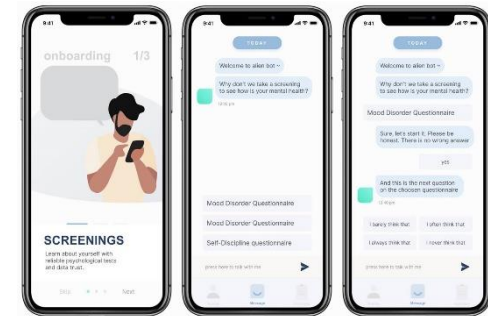 9:41
onboarding 1/3
SCREENINGS
Learn about yourself with
reliable psychological tests
and data trust.
Skip
Next
9:41
TODAY
Welcome to alien bot ~
Why don't we take a screening
to see how is your mental health?
Mood Disorder Questionnaire
Mood Disorder Questionnaire
Self-Discipline questionnaire
press here to talk with me
Message
9:41
TODAY
Welcome to alien bot ~
Why don't we take a screening
to see how is your mental health?
Mood Disorder Questionnaire
Sure, let's start it. Please be
honest. There is no wrong answer
yes
And this is the next question
on the choosen questionnaire
I rarely think that
I often think that
I always think that
I never think that
press here to talk with me
Message